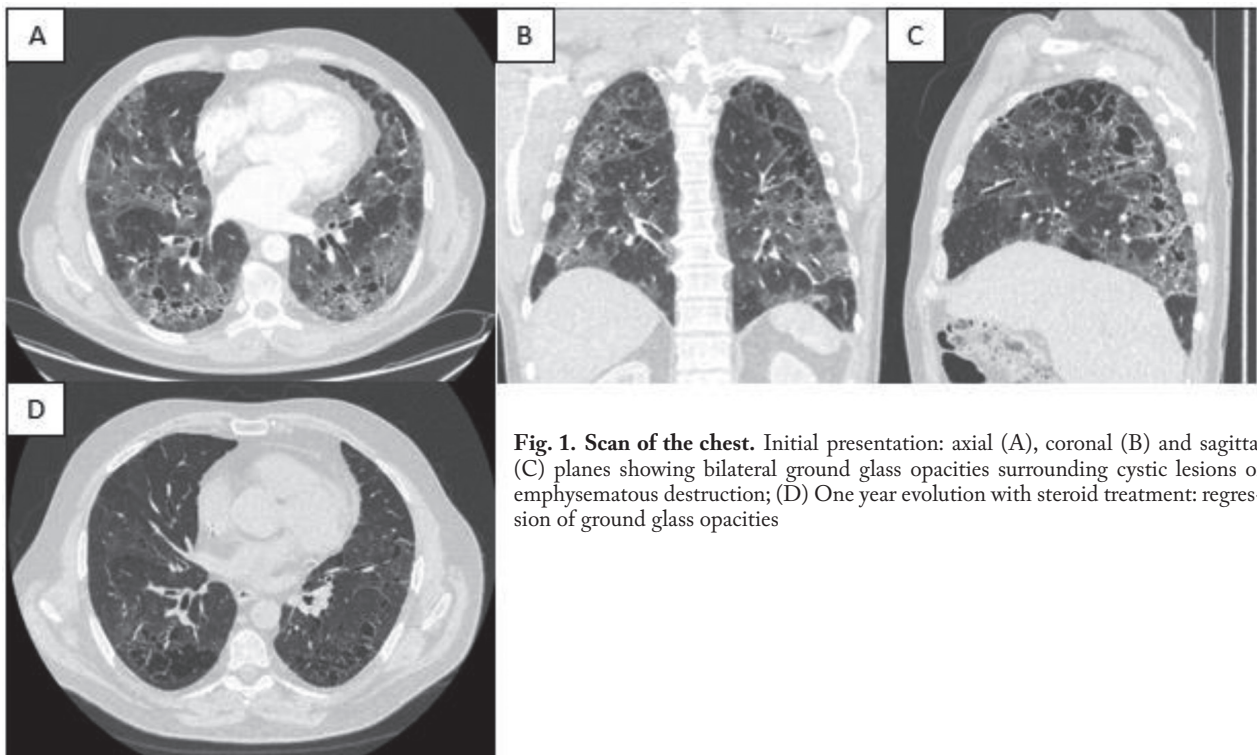 A
B
C
D
Fig. 1. Scan of the chest. Initial presentation: axial (A), coronal (B) and sagitta
(C) planes showing bilateral ground glass opacities surrounding cystic lesions o
emphysematous destruction; (D) One year evolution with steroid treatment: regres-
sion of ground glass opacities